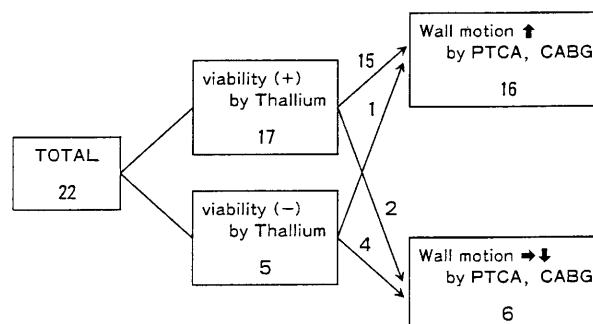 TOTAL
22
viability (+)
by Thallium
17
viability (−)
by Thallium
5
15
1
2
4
Wall motion ⬆
by PTCA, CABG
16
Wall motion ➡⬇
by PTCA, CABG
6